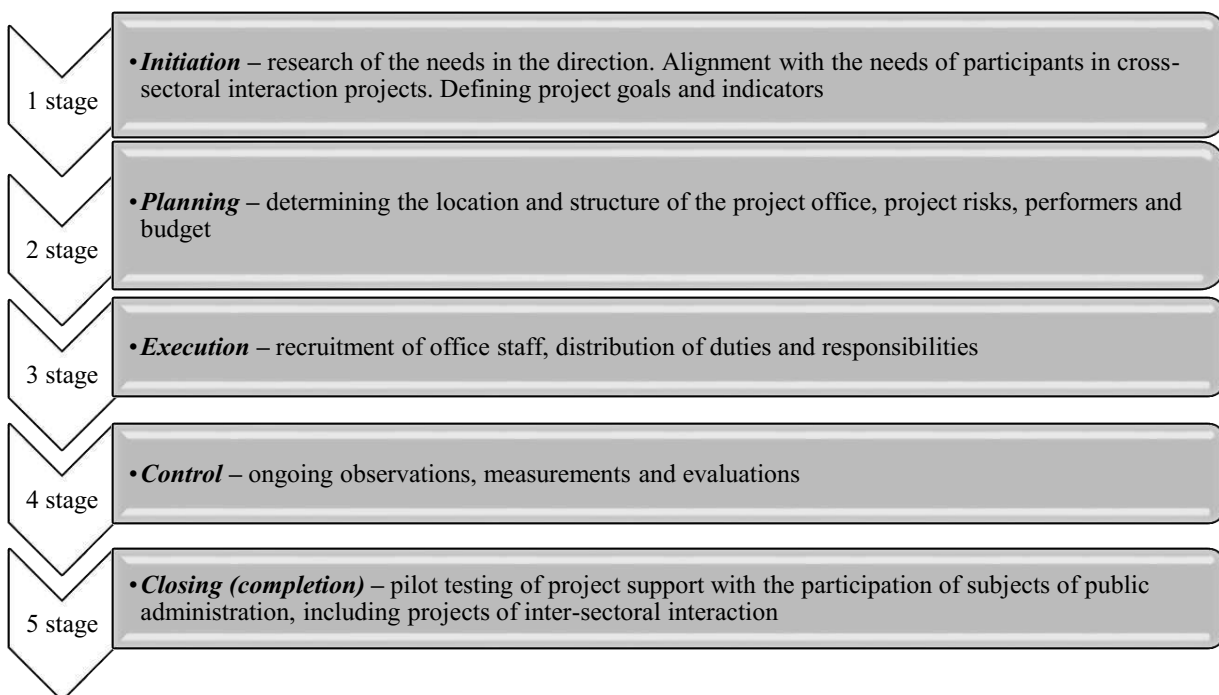 1 stage
•Initiation – research of the needs in the direction. Alignment with the needs of participants in cross-
sectoral interaction projects. Defining project goals and indicators
2 stage
•Planning – determining the location and structure of the project office, project risks, performers and
budget
3 stage
•Execution – recruitment of office staff, distribution of duties and responsibilities
4 stage
•Control – ongoing observations, measurements and evaluations
5 stage
•Closing (completion) – pilot testing of project support with the participation of subjects of public
administration, including projects of inter-sectoral interaction